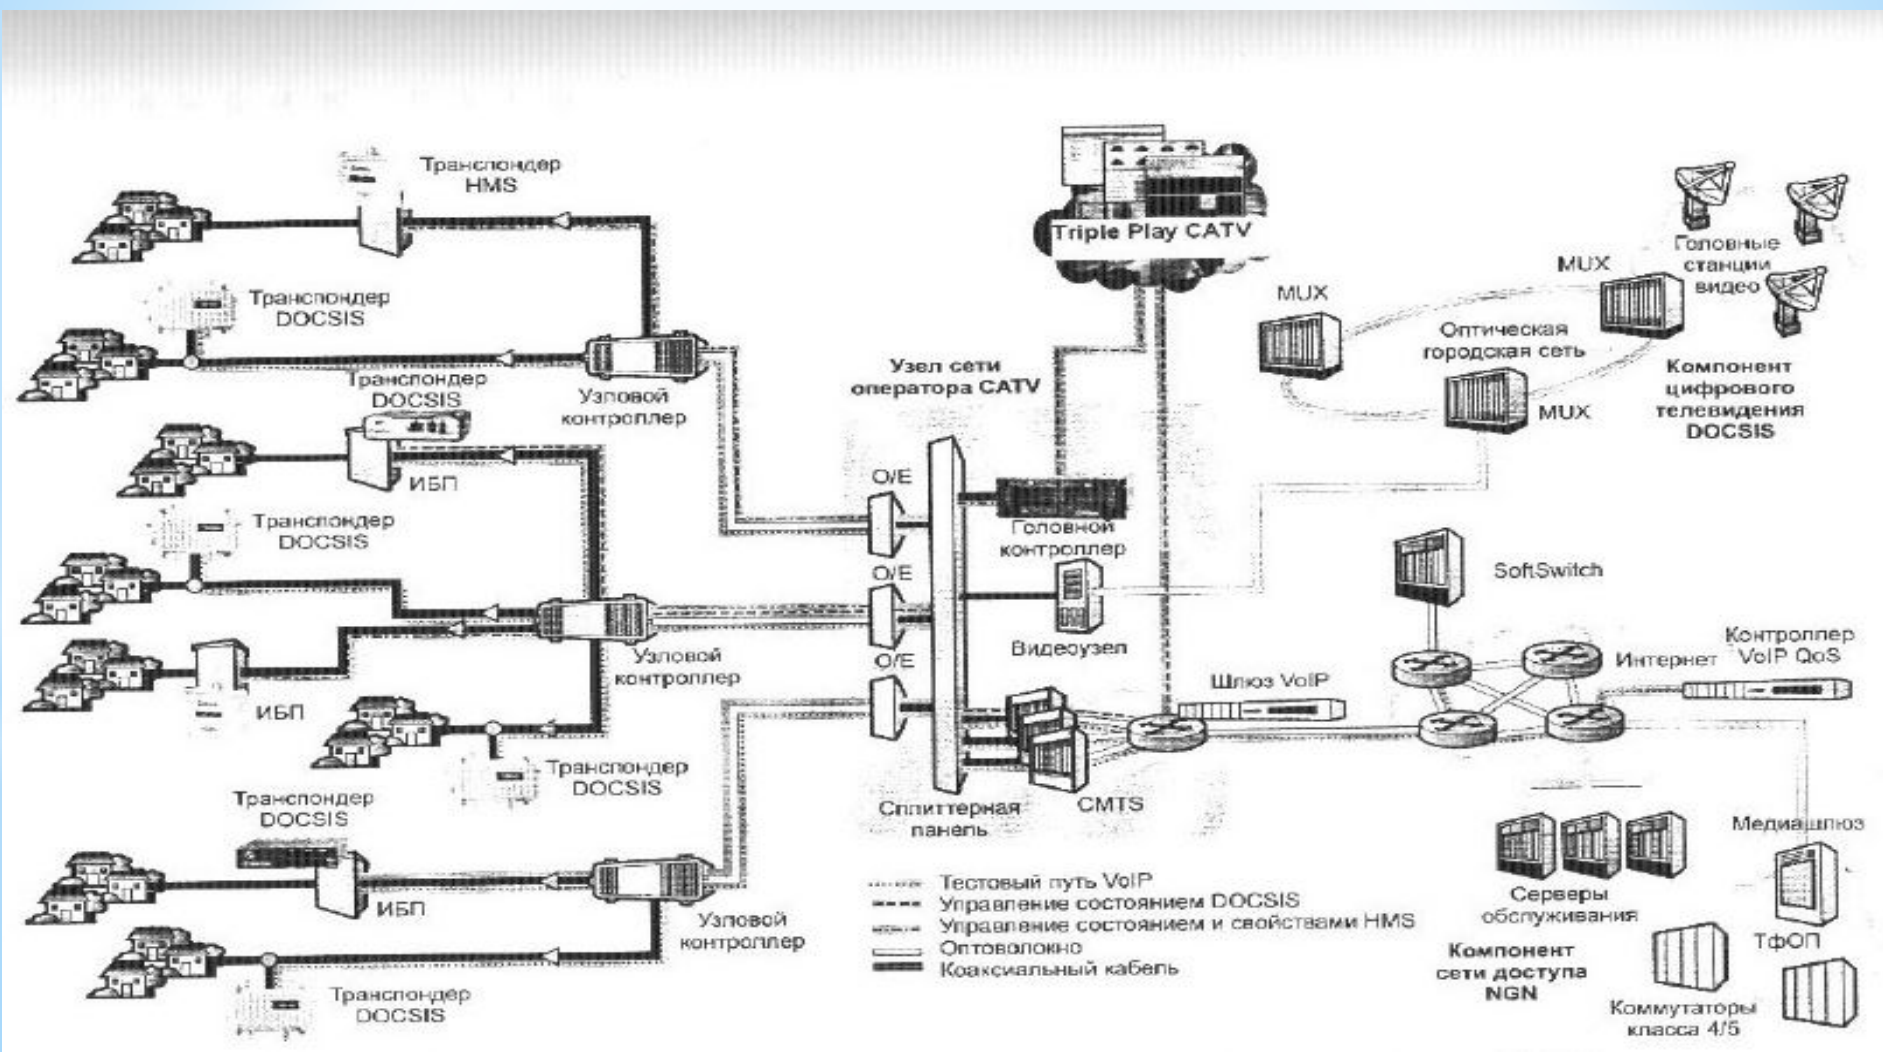 Транспондер
HMS
Транспондер
DOCSIS
Транспондер
DOCSIS
Узловой
контроллер
ИБП
Транспондер
DOCSIS
Узловой
контроллер
ИБП
Транспондер
DOCSIS
Транспондер
DOCSIS
ИБП
Узловой
контроллер
Транспондер
DOCSIS
Triple Play CATV
Узел сети
оператора CATV
O/E
O/E
O/E
Головной
контроллер
Видеоузел
Шлюз VoIP
Сплиттерная
панель
CMTS
MUX
MUX
MUX
Оптическая
городская сеть
Головные
станции
видео
Компонент
цифрового
телевидения
DOCSIS
SoftSwitch
Интернет
Контроллер
VoIP QoS
Медиашлюз
Серверы
обслуживания
ТфОП
Компонент
сети доступа
NGN
Коммутаторы
класса 4/5
Тестовый путь VoIP
Управление состоянием DOCSIS
Управление состоянием и свойствами HMS
Оптоволокно
Коаксиальный кабель